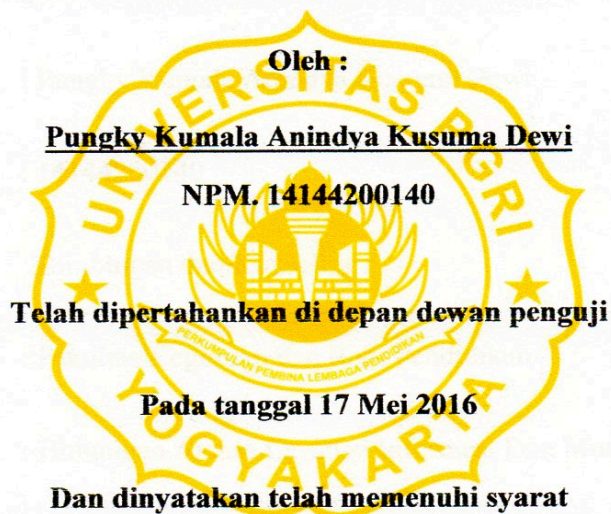 Oleh :
Pungky Kumala Anindya Kusuma Dewi
NPM. 14144200140
Telah dipertahankan di depan dewan penguji
Pada tanggal 17 Mei 2016
Dan dinyatakan telah memenuhi syarat
UNIVERSITAS PGRI
PERKUMPULAN PEMBINA LEMBAGA PENDIDIKAN
YOGYAKARTA